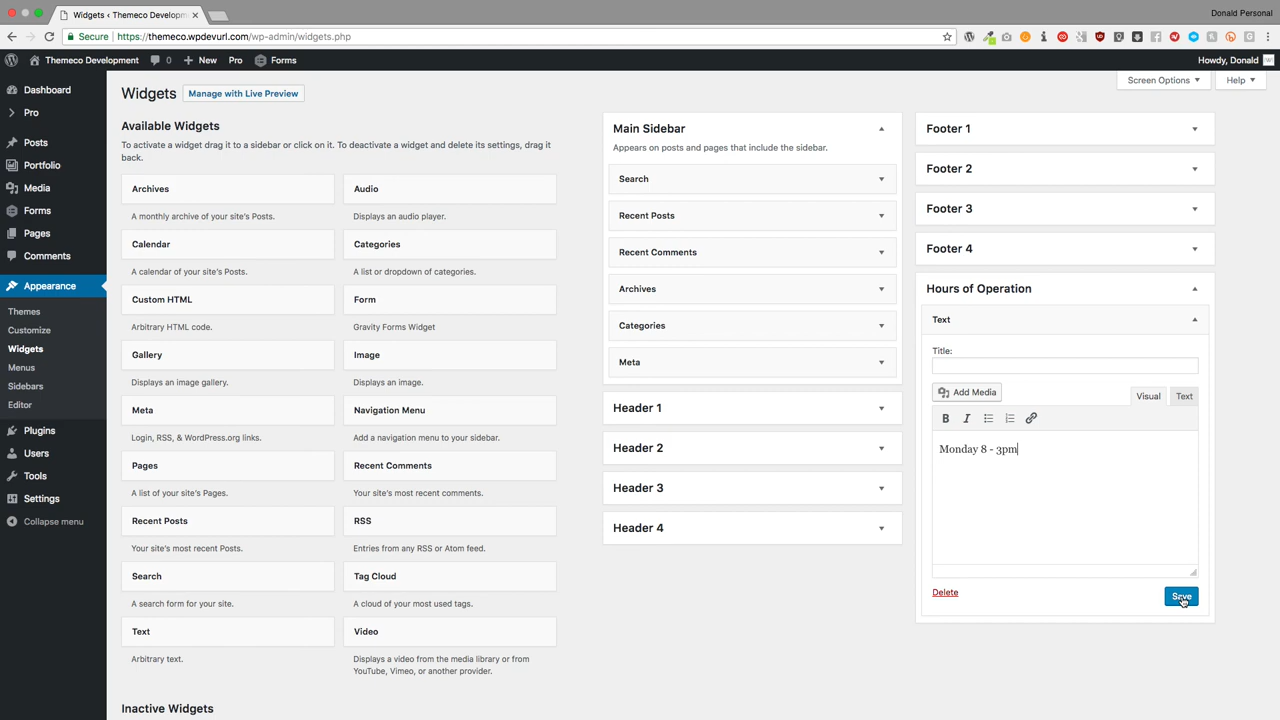 Widgets ‹ Themeco Developm
Donald Personal
Secure
https://themeco.wpdevurl.com/wp-admin/widgets.php
Themeco Development
0
New
Pro
Forms
Howdy, Donald
Screen Options
Help
Dashboard
Pro
Posts
Portfolio
Media
Forms
Pages
Comments
Appearance
Themes
Customize
Widgets
Menus
Sidebars
Editor
Plugins
Users
Tools
Settings
Collapse menu
Widgets
Manage with Live Preview
Available Widgets
To activate a widget drag it to a sidebar or click on it. To deactivate a widget and delete its settings, drag it
back.
Archives
A monthly archive of your site's Posts.
Audio
Displays an audio player.
Calendar
A calendar of your site's Posts.
Categories
A list or dropdown of categories.
Custom HTML
Arbitrary HTML code.
Form
Gravity Forms Widget
Gallery
Displays an image gallery.
Image
Displays an image.
Meta
Login, RSS, & WordPress.org links.
Navigation Menu
Add a navigation menu to your sidebar.
Pages
A list of your site's Pages.
Recent Comments
Your site's most recent comments.
Recent Posts
Your site's most recent Posts.
RSS
Entries from any RSS or Atom feed.
Search
A search form for your site.
Tag Cloud
A cloud of your most used tags.
Text
Arbitrary text.
Video
Displays a video from the media library or from
YouTube, Vimeo, or another provider.
Inactive Widgets
Main Sidebar
Appears on posts and pages that include the sidebar.
Search
Recent Posts
Recent Comments
Archives
Categories
Meta
Header 1
Header 2
Header 3
Header 4
Footer 1
Footer 2
Footer 3
Footer 4
Hours of Operation
Text
Title:
Add Media
Visual
Text
B I
Monday 8 - 3pm
Delete
Save